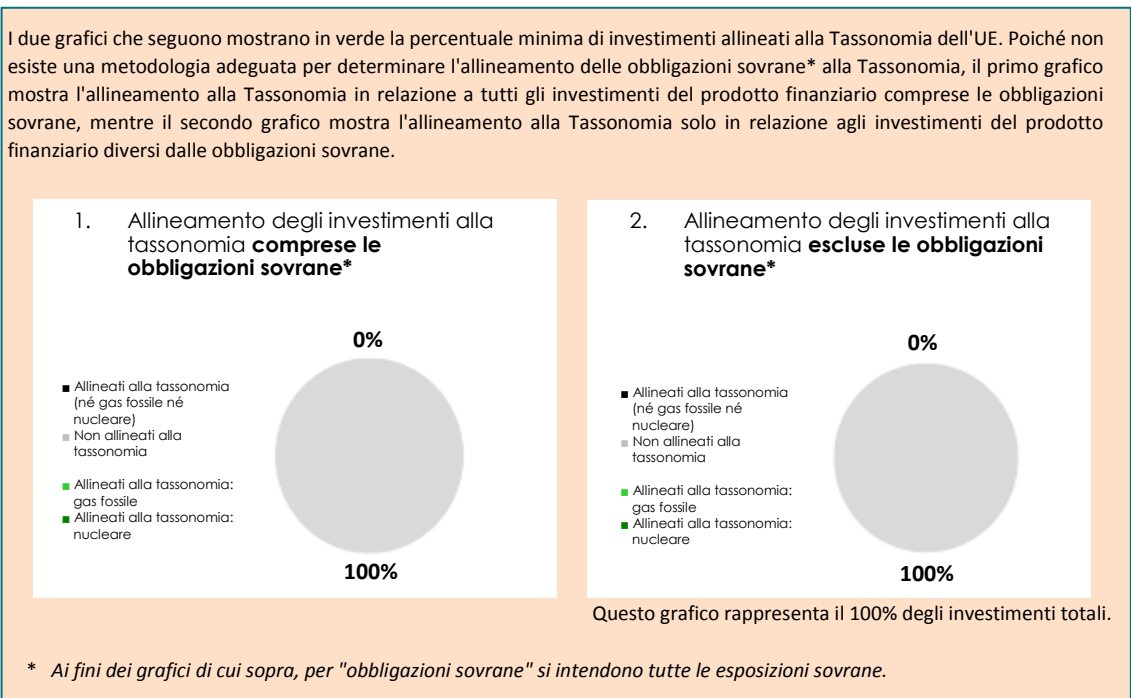 I due grafici che seguono mostrano in verde la percentuale minima di investimenti allineati alla Tassonomia dell'UE. Poiché non
esiste una metodologia adeguata per determinare l'allineamento delle obbligazioni sovrane* alla Tassonomia, il primo grafico
mostra l'allineamento alla Tassonomia in relazione a tutti gli investimenti del prodotto finanziario comprese le obbligazioni
sovrane, mentre il secondo grafico mostra l'allineamento alla Tassonomia solo in relazione agli investimenti del prodotto
finanziario diversi dalle obbligazioni sovrane.
1. Allineamento degli investimenti alla
tassonomia comprese le
obbligazioni sovrane*
0%
Allineati alla tassonomia
(né gas fossile né
nucleare)
Non allineati alla
tassonomia
Allineati alla tassonomia:
gas fossile
Allineati alla tassonomia:
nucleare
100%
2. Allineamento degli investimenti alla
tassonomia escluse le obbligazioni
sovrane*
0%
Allineati alla tassonomia
(né gas fossile né
nucleare)
Non allineati alla
tassonomia
Allineati alla tassonomia:
gas fossile
Allineati alla tassonomia:
nucleare
100%
Questo grafico rappresenta il 100% degli investimenti totali.
* Ai fini dei grafici di cui sopra, per "obbligazioni sovrane" si intendono tutte le esposizioni sovrane.